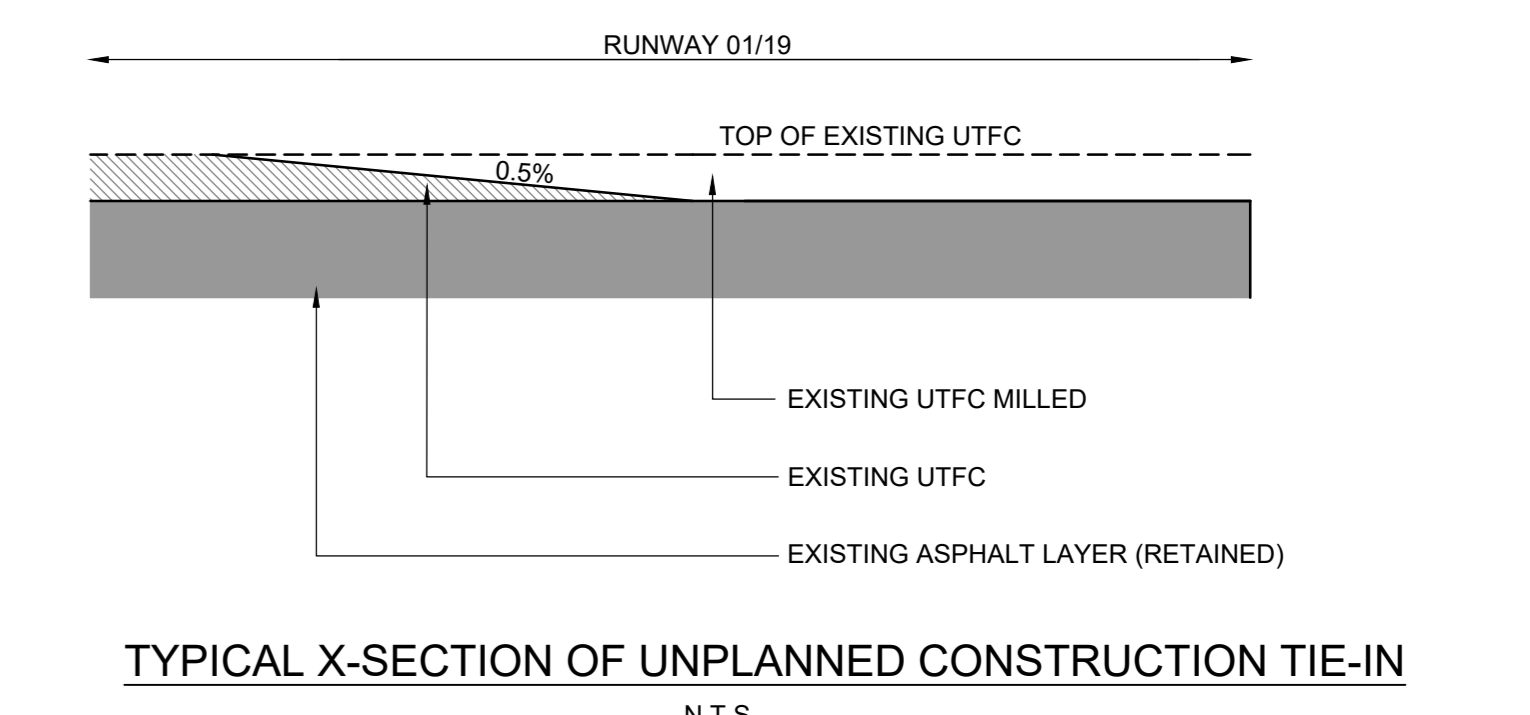 RUNWAY 01/19
TOP OF EXISTING UTFC
0.5%
EXISTING UTFC MILLED
EXISTING UTFC
EXISTING ASPHALT LAYER (RETAINED)
TYPICAL X-SECTION OF UNPLANNED CONSTRUCTION TIE-IN
N.T.S